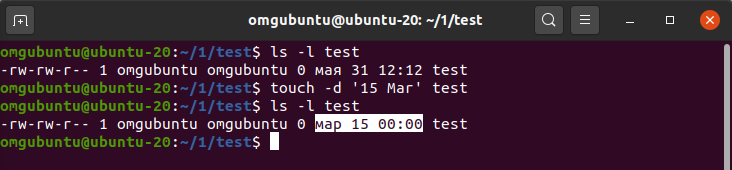 omgubuntu@ubuntu-20: ~/1/test
omgubuntu@ubuntu-20:~/1/test$ ls -l test
-rw-rw-r-- 1 omgubuntu omgubuntu 0 мая 31 12:12 test
omgubuntu@ubuntu-20:~/1/test$ touch -d '15 Mar' test
omgubuntu@ubuntu-20:~/1/test$ ls -l test
-rw-rw-r-- 1 omgubuntu omgubuntu 0 мар 15 00:00 test
omgubuntu@ubuntu-20:~/1/test$